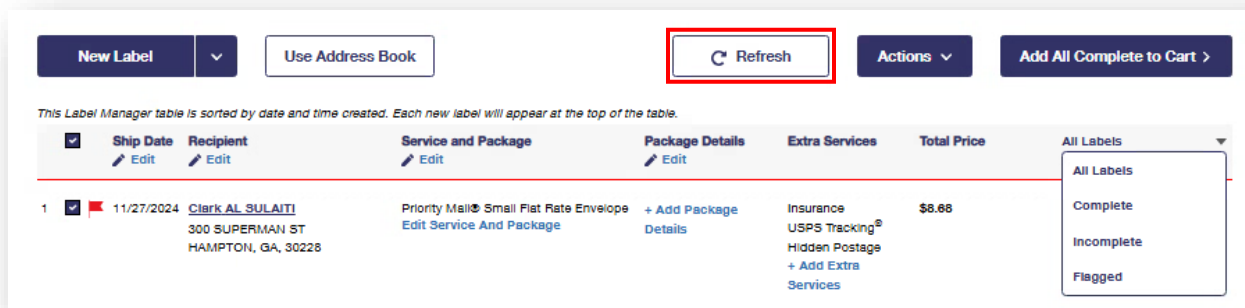 New Label
Use Address Book
Refresh
Actions
Add All Complete to Cart >
This Label Manager table is sorted by date and time created. Each new label will appear at the top of the table.
Ship Date Recipient Service and Package Package Details Extra Services Total Price All Labels
Edit Edit Edit Edit
All Labels
Complete
Incomplete
Flagged
1 11/27/2024 Clark AL SULAITI Priority Mail® Small Flat Rate Envelope + Add Package Insurance $8.68
300 SUPERMAN ST Edit Service And Package Details USPS Tracking®
HAMPTON, GA, 30228 Hidden Postage
+ Add Extra
Services